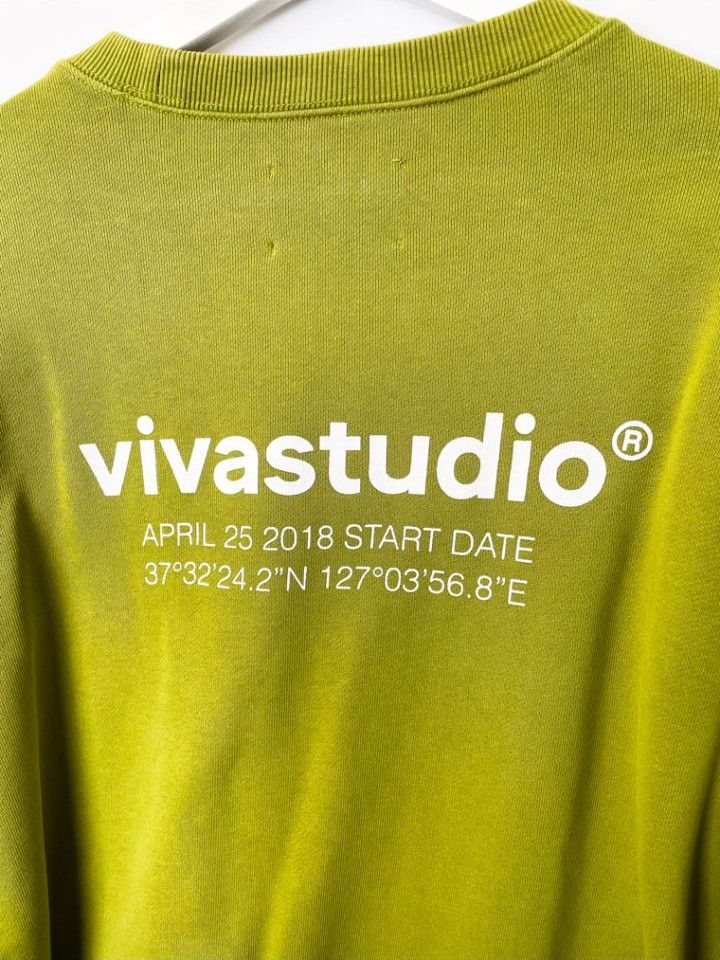 vivastudio®
APRIL 25 2018 START DATE
37°32'24.2”N 127°03'56.8”E